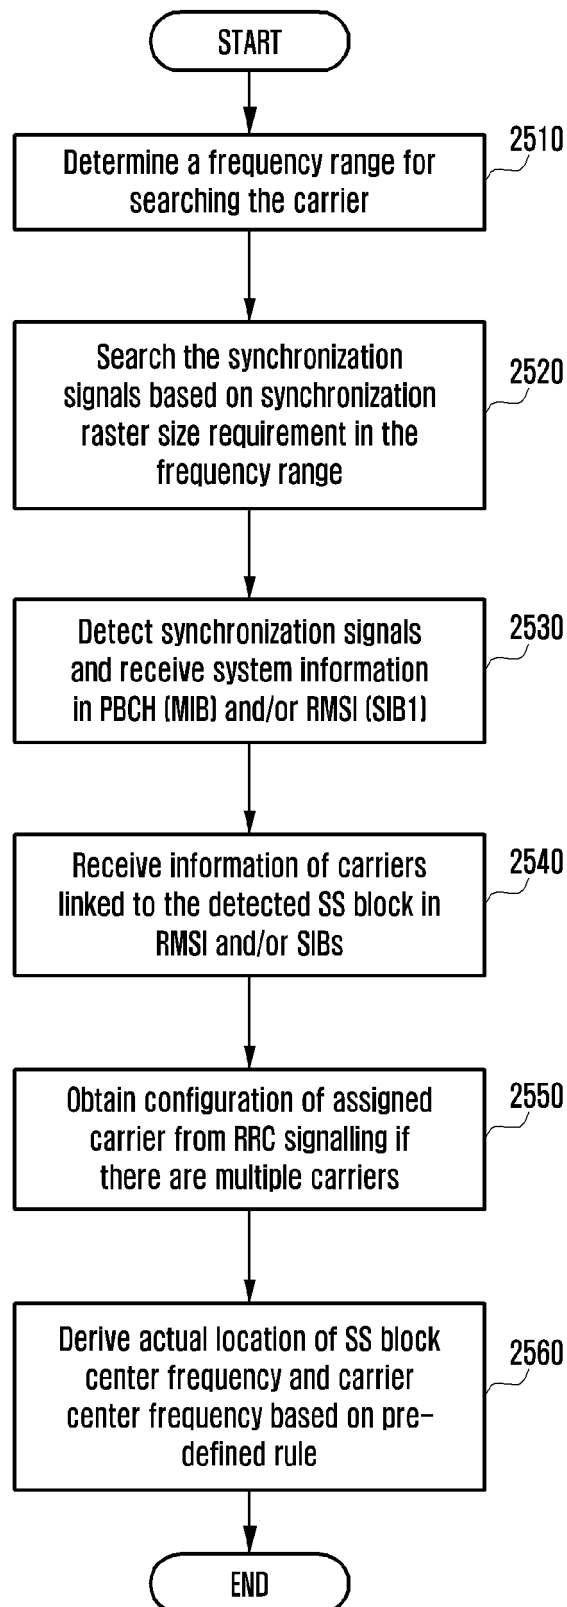 START
2510
Determine a frequency range for
searching the carrier
2520
Search the synchronization
signals based on synchronization
raster size requirement in the
frequency range
2530
Detect synchronization signals
and receive system information
in PBCH (MIB) and/or RMSI (SIB1)
2540
Receive information of carriers
linked to the detected SS block in
RMSI and/or SIBs
2550
Obtain configuration of assigned
carrier from RRC signalling if
there are multiple carriers
2560
Derive actual location of SS block
center frequency and carrier
center frequency based on pre-
defined rule
END